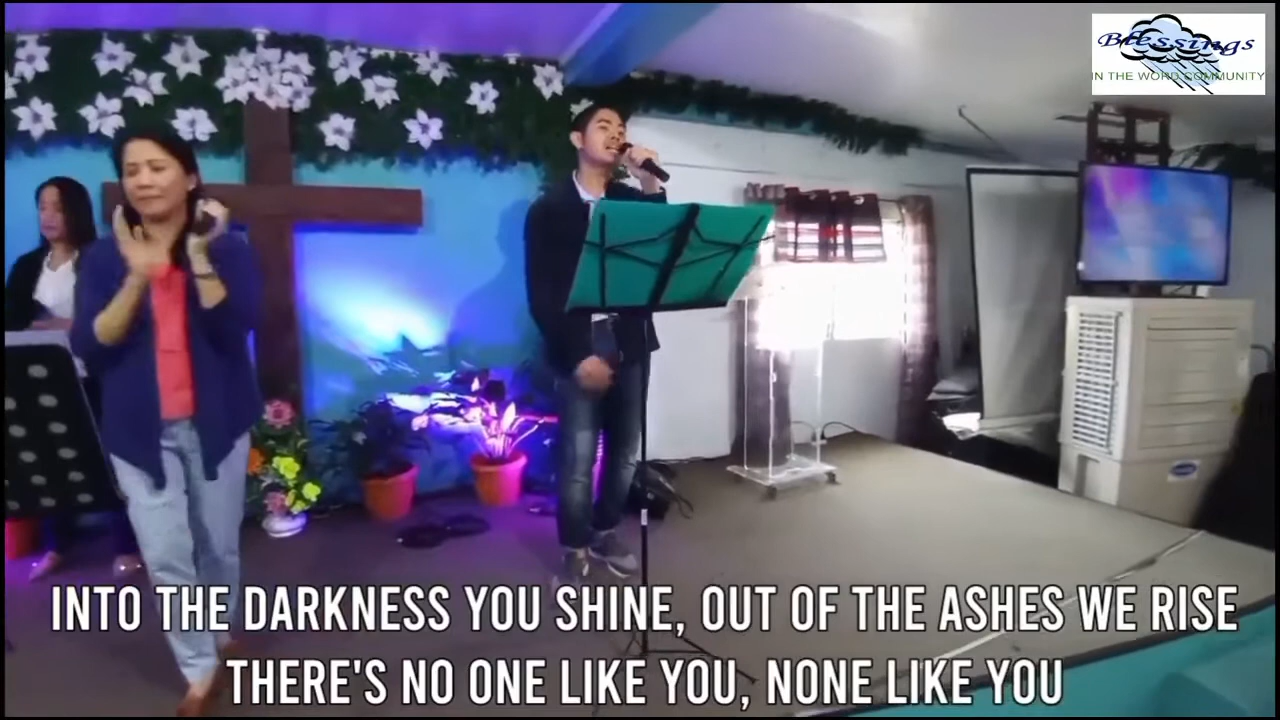 Blessings
IN THE WORD COMMUNITY
INTO THE DARKNESS YOU SHINE, OUT OF THE ASHES WE RISE
THERE'S NO ONE LIKE YOU, NONE LIKE YOU